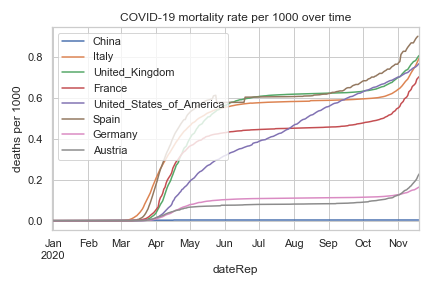 COVID-19 mortality rate per 1000 over time
deaths per 1000
0.8
0.6
0.4
0.2
0.0
China
Italy
United_Kingdom
France
United_States_of_America
Spain
Germany
Austria
Jan Feb Mar Apr May Jun Jul Aug Sep Oct Nov
2020
dateRep